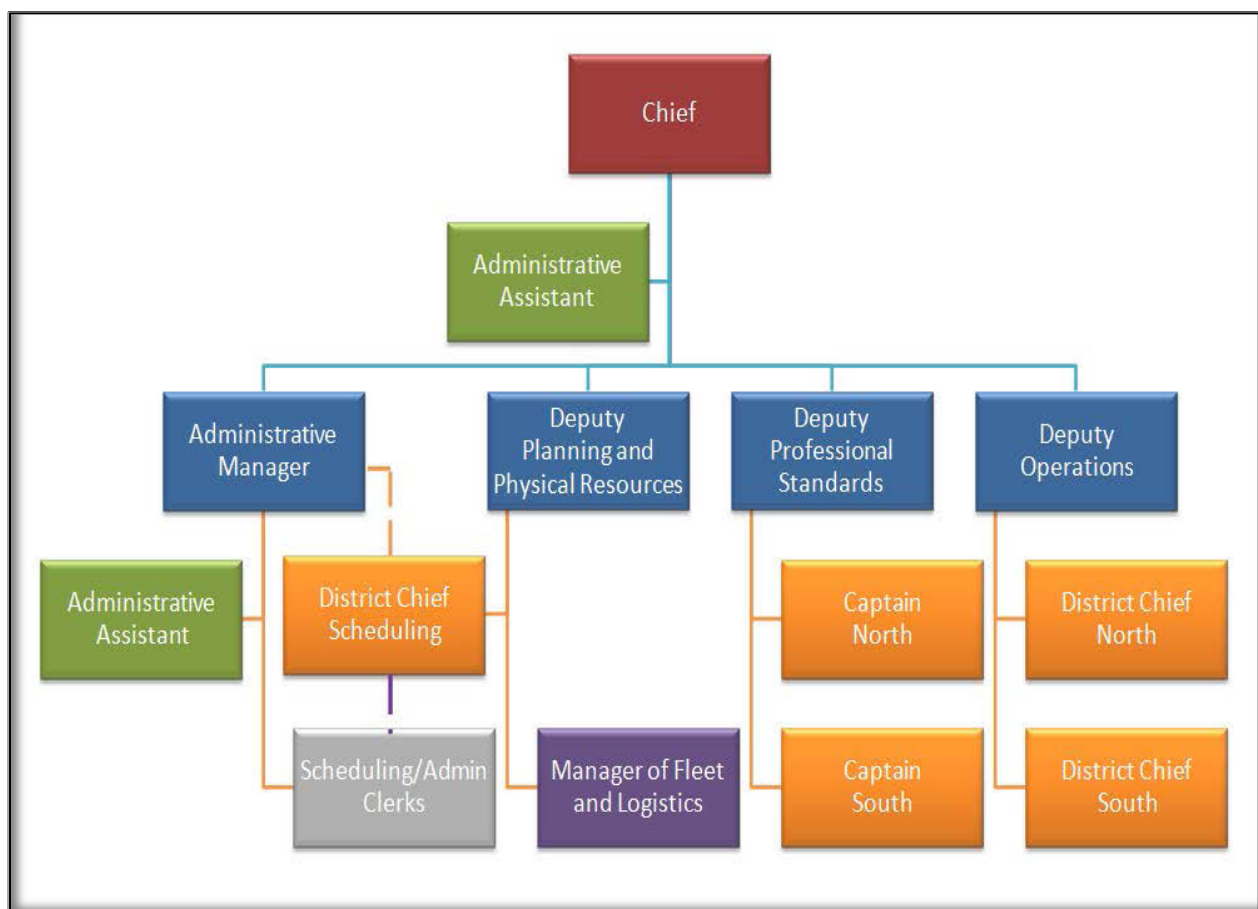 Chief
Administrative
Assistant
Administrative
Manager
Deputy
Planning and
Physical Resources
Deputy
Professional
Standards
Deputy
Operations
Administrative
Assistant
District Chief
Scheduling
Captain
North
District Chief
North
Scheduling/Admin
Clerks
Manager of Fleet
and Logistics
Captain
South
District Chief
South